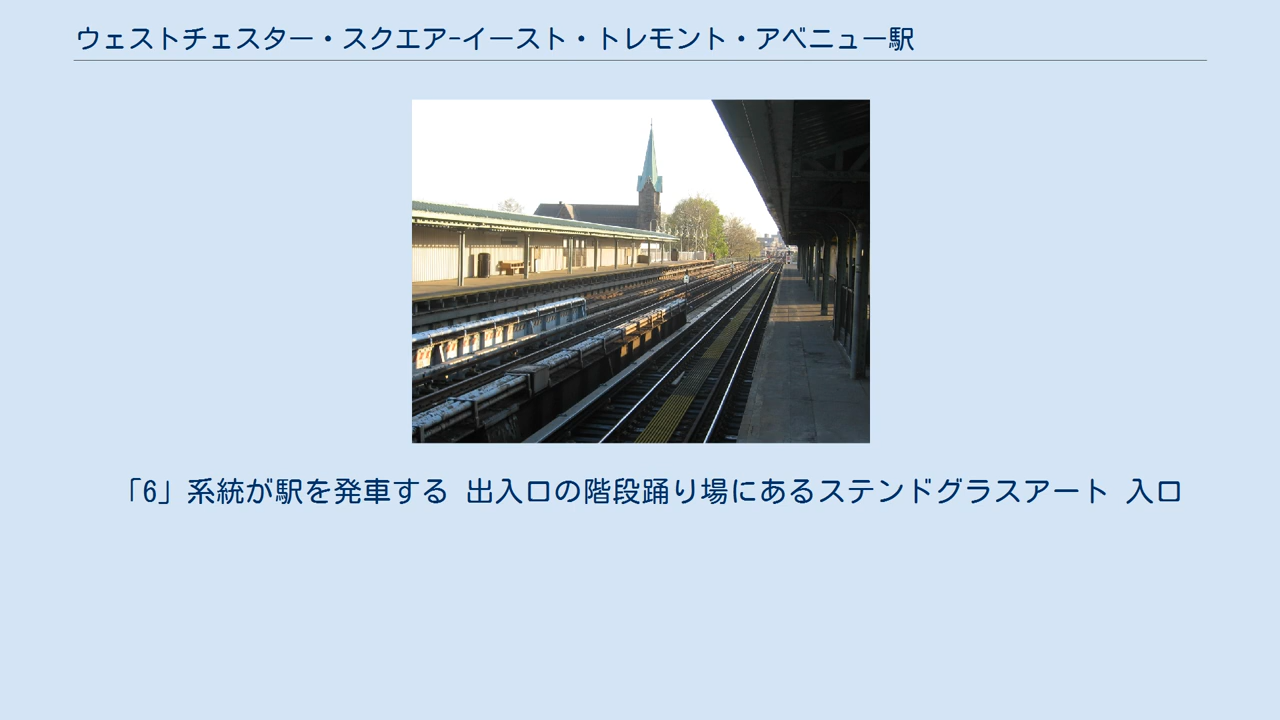 ウェストチェスター・スクエア-イースト・トレモント・アベニュー駅
「6」系統が駅を発車する 出入口の階段踊り場にあるステンドグラスアート 入口